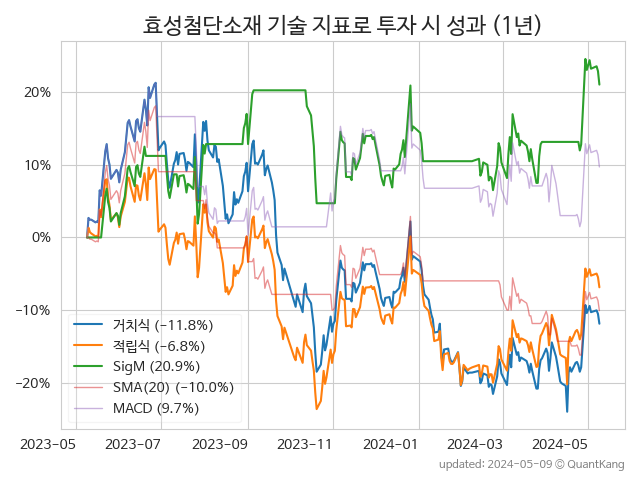 효성첨단소재 기술 지표로 투자 시 성과 (1년)
20%
10%
0%
−10%
−20%
거치식 (−11.8%)
적립식 (−6.8%)
SigM (20.9%)
SMA(20) (−10.0%)
MACD (9.7%)
2023-05 2023-07 2023-09 2023-11 2024-01 2024-03 2024-05
updated: 2024-05-09 © QuantKang